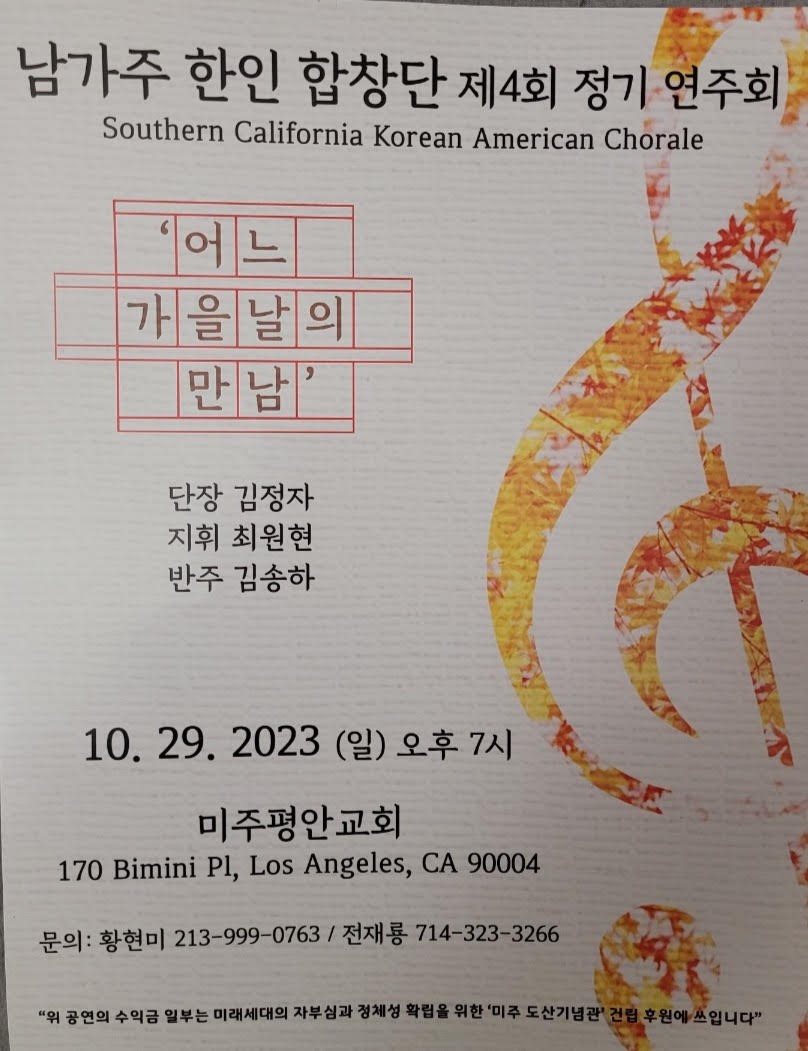 남가주 한인 합창단 제4회 정기 연주회
Southern California Korean American Chorale
‘어느
가을날의
만남’
단장 김정자
지휘 최원현
반주 김송하
10. 29. 2023 (일) 오후 7시
미주평안교회
170 Bimini Pl, Los Angeles, CA 90004
문의: 황현미 213-999-0763 / 전재룡 714-323-3266
“위 공연의 수익금 일부는 미래세대의 자부심과 정체성 확립을 위한 ‘미주 도산기념관’ 건립 후원에 쓰입니다”